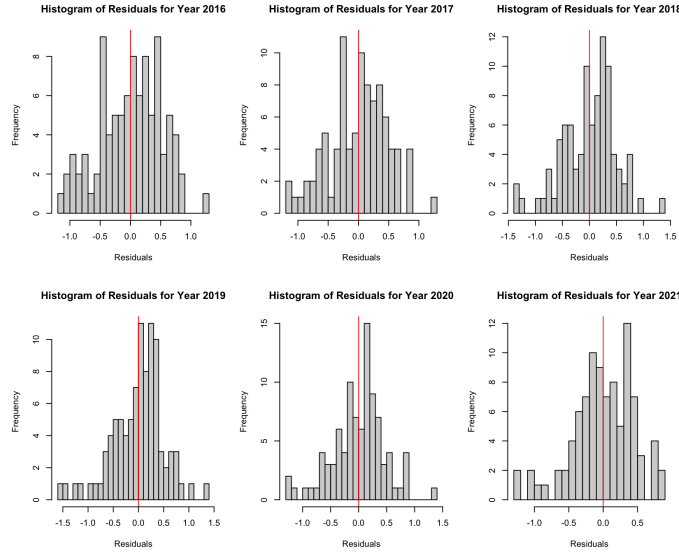 Histogram of Residuals for Year 2016
Histogram of Residuals for Year 2017
Histogram of Residuals for Year 2018
Frequency
0 2 4 6 8
-1.0 -0.5 0.0 0.5 1.0
Residuals
Frequency
0 2 4 6 8 10
-1.0 -0.5 0.0 0.5 1.0
Residuals
Frequency
0 2 4 6 8 10 12
-1.5 -1.0 -0.5 0.0 0.5 1.0 1.5
Residuals
Histogram of Residuals for Year 2019
Histogram of Residuals for Year 2020
Histogram of Residuals for Year 2021
Frequency
0 2 4 6 8 10
-1.5 -1.0 -0.5 0.0 0.5 1.0 1.5
Residuals
Frequency
0 5 10 15
-1.0 -0.5 0.0 0.5 1.0 1.5
Residuals
Frequency
0 2 4 6 8 10 12
-1.0 -0.5 0.0 0.5
Residuals